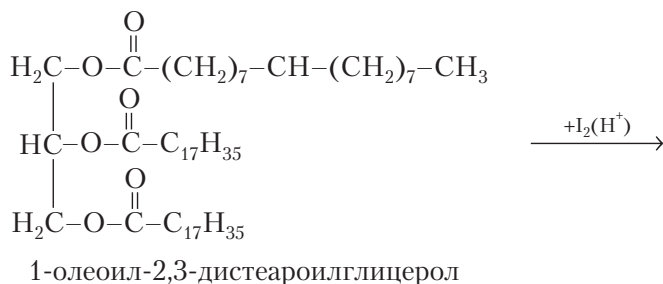 O
H₂C–O–C–(CH₂)₇–CH–(CH₂)₇–CH₃
O
HC–O–C–C₁₇H₃₅
+I₂(H⁺)
O
H₂C–O–C–C₁₇H₃₅
1-олеоил-2,3-дистеароилглицерол